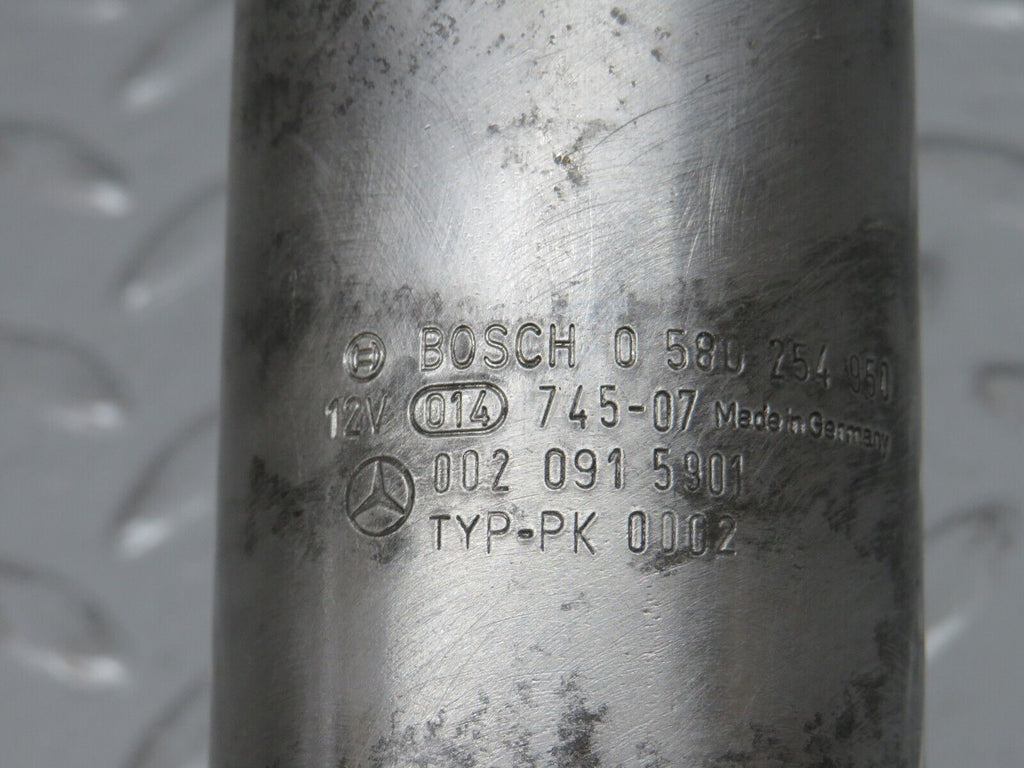 BOSCH 0 580 254 950
12V 014 745-07 Made in Germany
002 091 5901
TYP-PK 0002